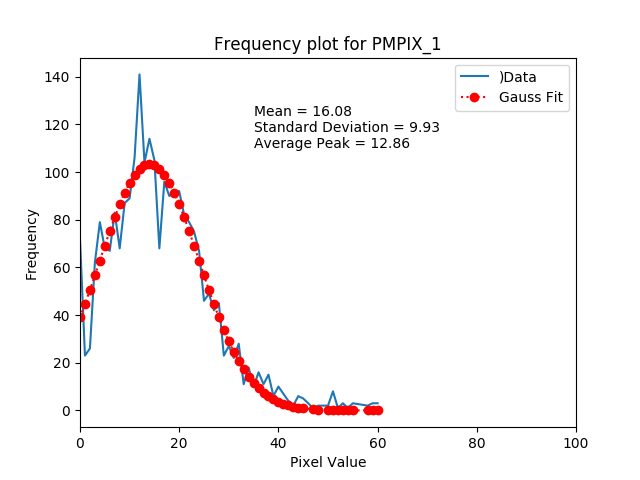 Frequency plot for PMPIX_1
)Data
Gauss Fit
Mean = 16.08
Standard Deviation = 9.93
Average Peak = 12.86
Frequency
140
120
100
80
60
40
20
0
0 20 40 60 80 100
Pixel Value